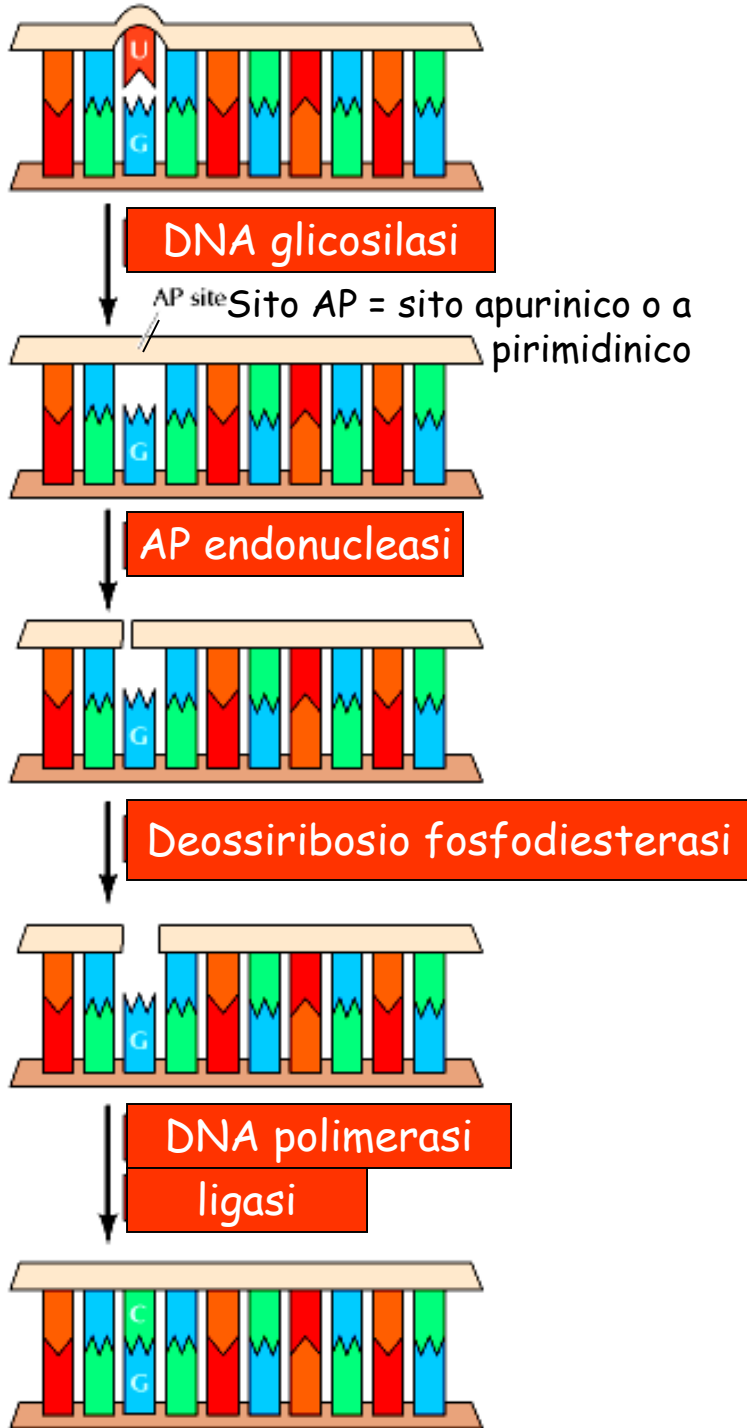 U
G
DNA glicosilasi
AP site Sito AP = sito apurinico o a
pirimidinico
G
AP endonucleasi
G
Deossiribosio fosfodiesterasi
G
DNA polimerasi
ligasi
C
G